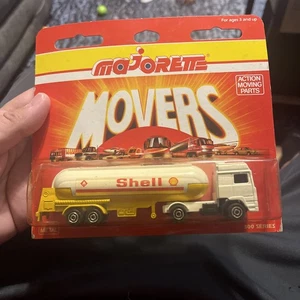 For ages 3 and up
majorette
MOVERS
ACTION
MOVING
PARTS
Shell
SERIES